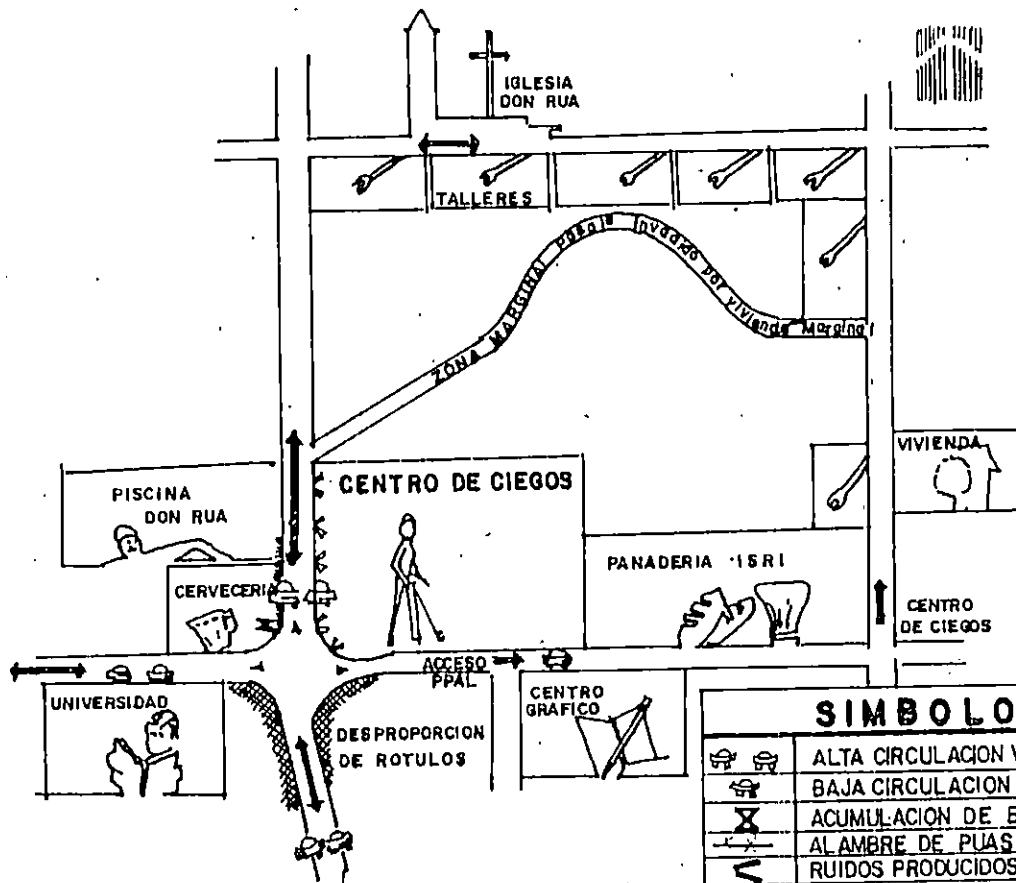 IGLESIA
DON RUA
TALLERES
ZONA MARGINAL
por vivienda Marginal
PISCINA
DON RUA
CENTRO DE CIEGOS
VIVIENDA
CERVECERIA
PANADERIA ISRI
CENTRO
DE CIEGOS
ACCESO
PPAL
UNIVERSIDAD
CENTRO
GRAFICO
DESPROPORCION
DE ROTULOS
SIMBOLO
ALTA CIRCULACION V
BAJA CIRCULACION
ACUMULACION DE B
ALAMBRE DE PUAS
RUIDOS PRODUCIDOS